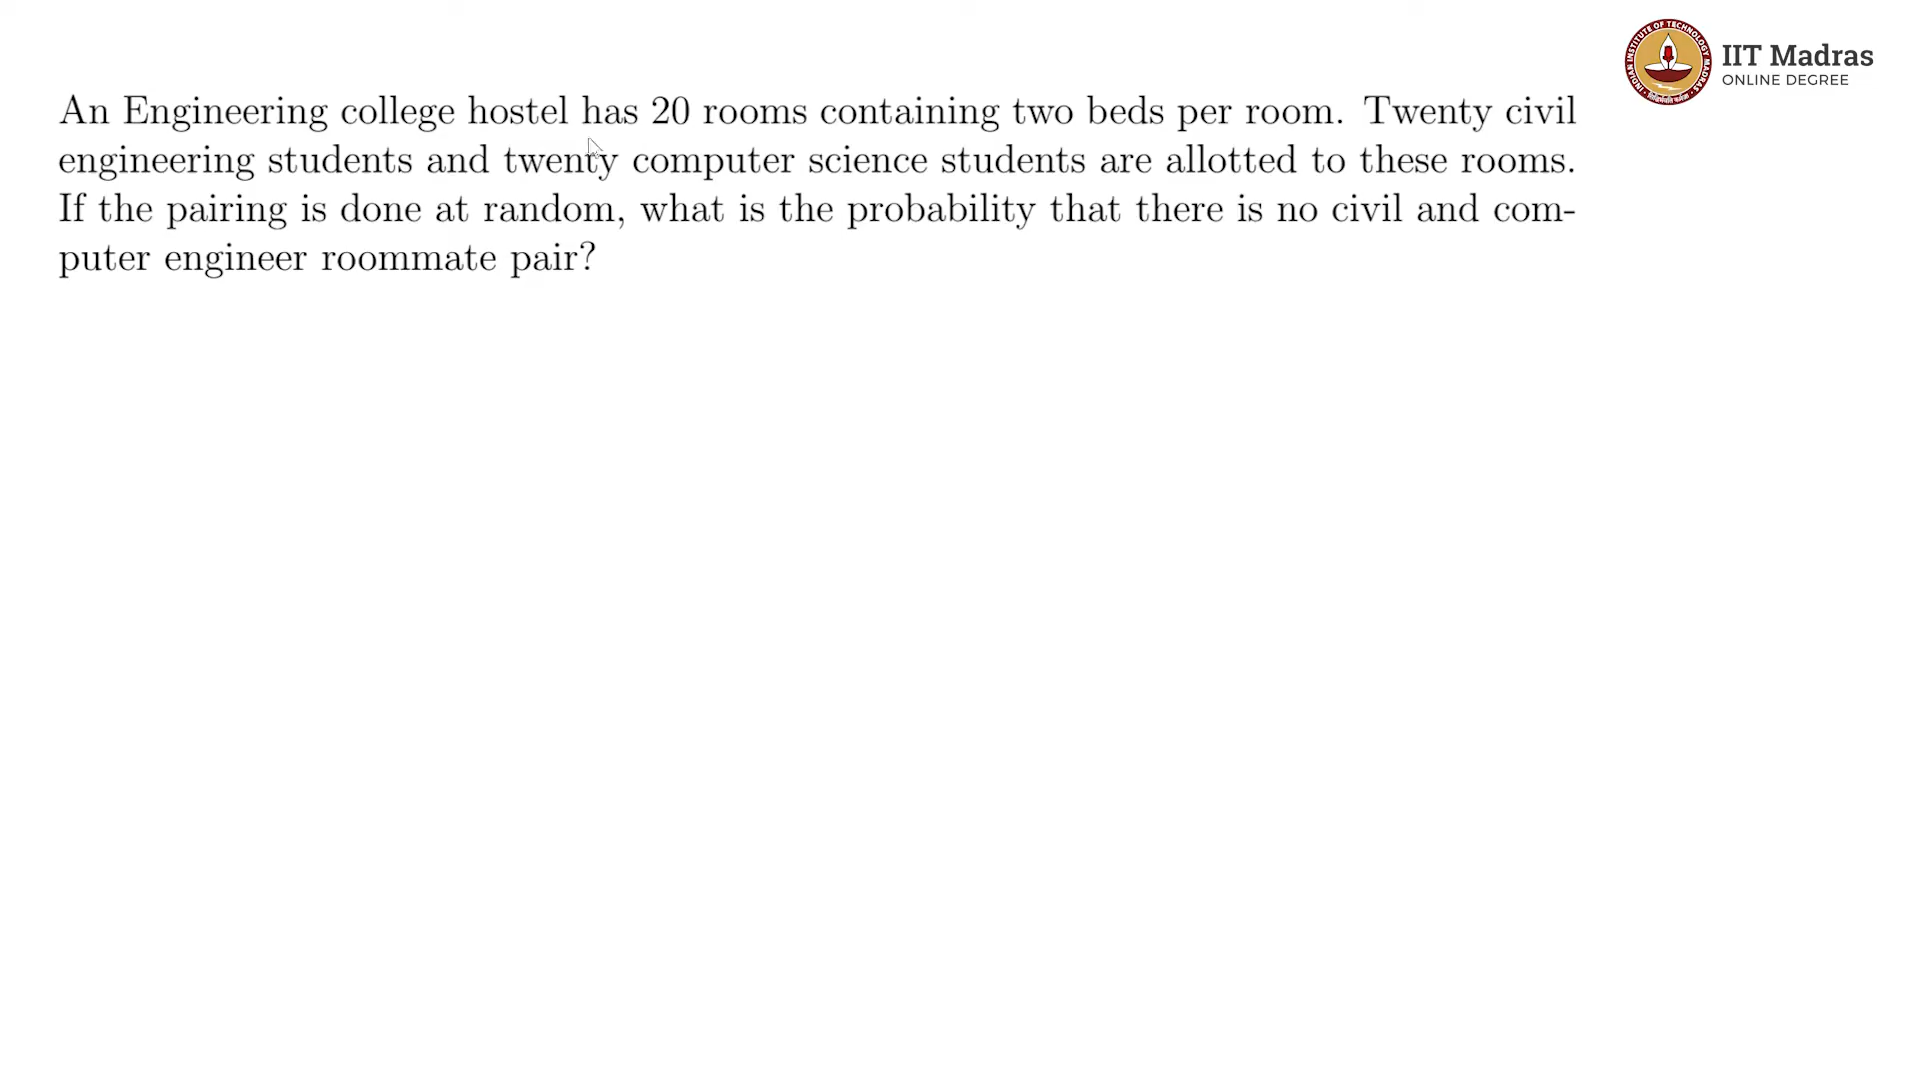 IIT Madras
ONLINE DEGREE
An Engineering college hostel has 20 rooms containing two beds per room. Twenty civil
engineering students and twenty computer science students are allotted to these rooms.
If the pairing is done at random, what is the probability that there is no civil and com-
puter engineer roommate pair?